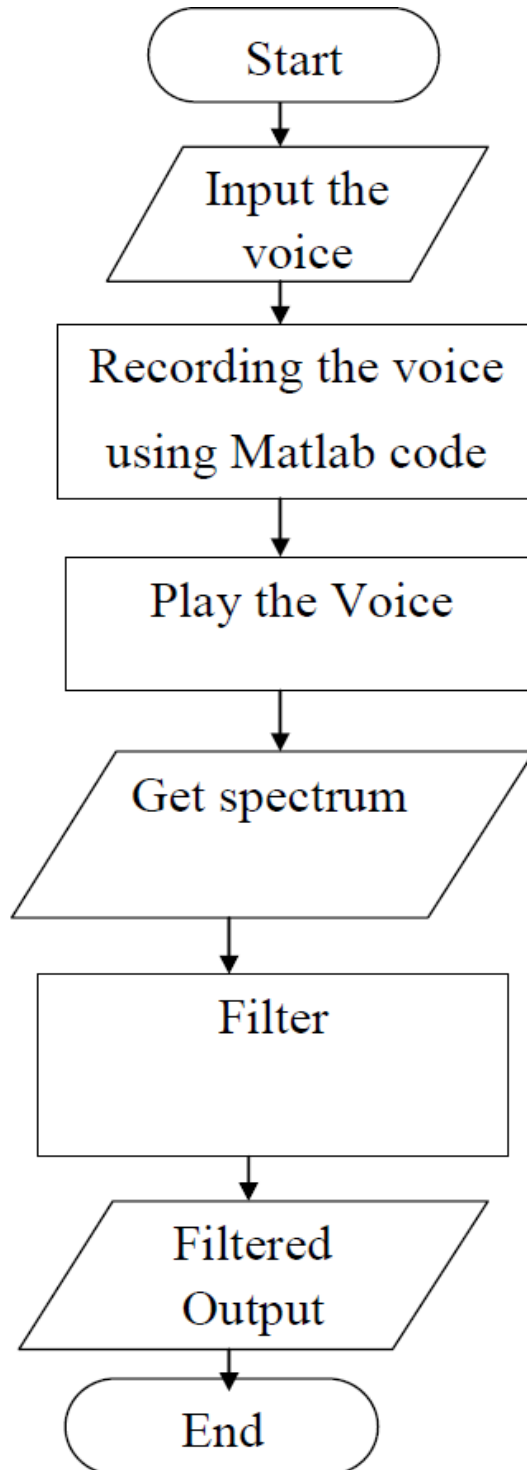 Start
Input the
voice
Recording the voice
using Matlab code
Play the Voice
Get spectrum
Filter
Filtered
Output
End